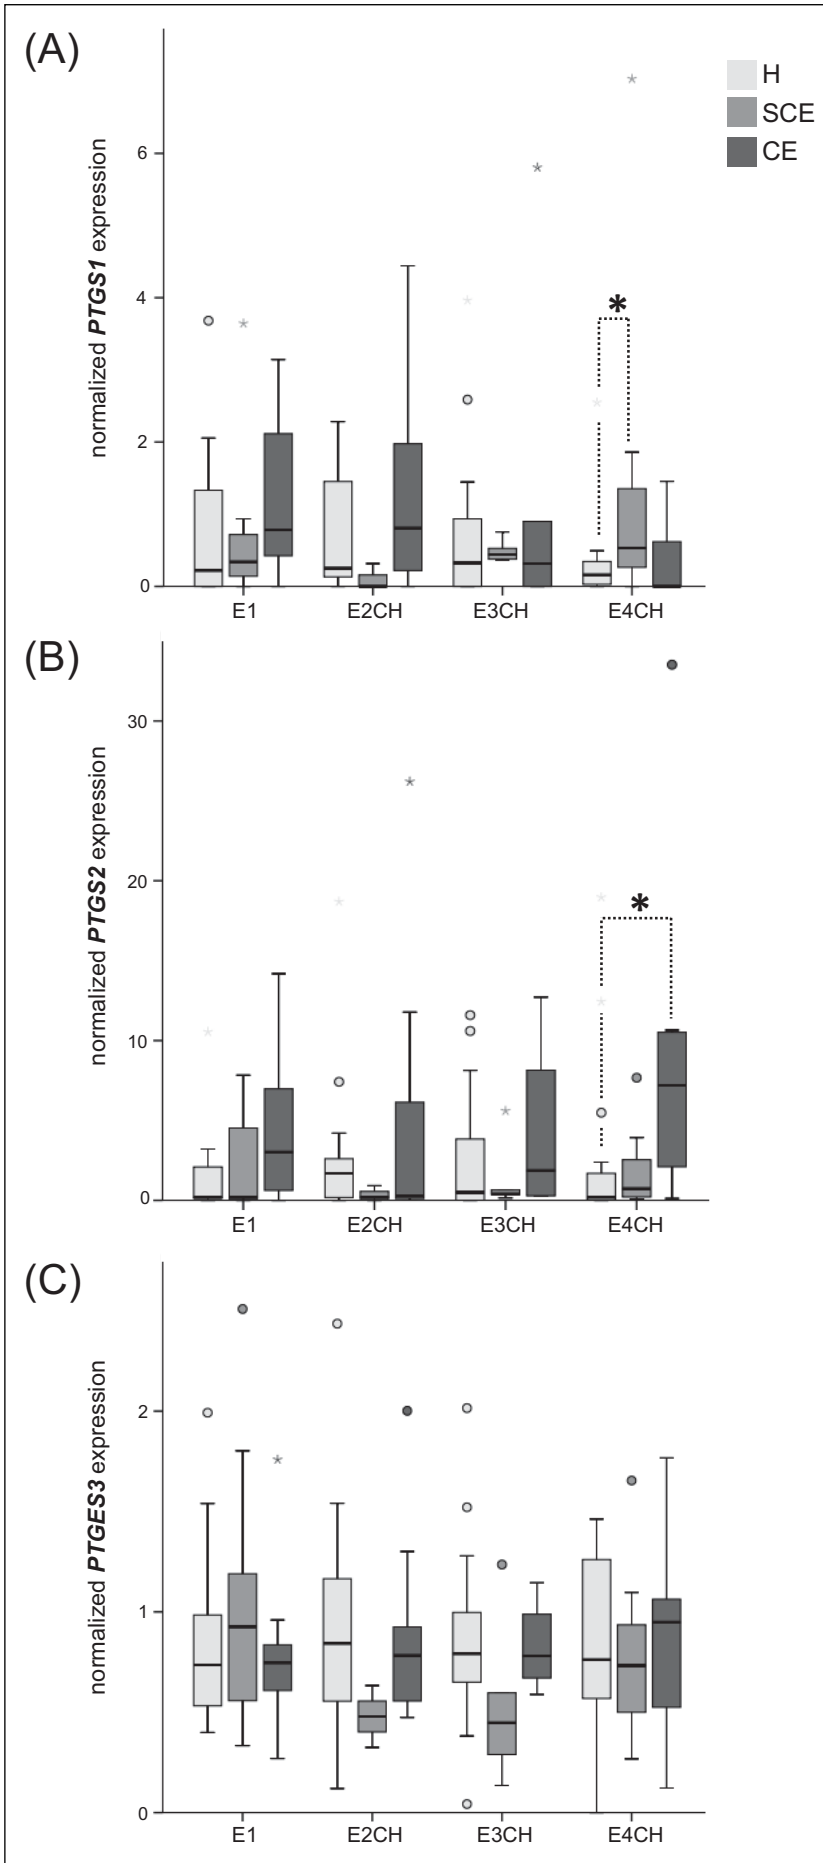 (A)
H
SCE
CE
normalized PTGS1 expression
6
4
2
0
*
E1 E2CH E3CH E4CH
(B)
normalized PTGS2 expression
30
20
10
0
*
E1 E2CH E3CH E4CH
(C)
normalized PTGES3 expression
2
1
0
E1 E2CH E3CH E4CH